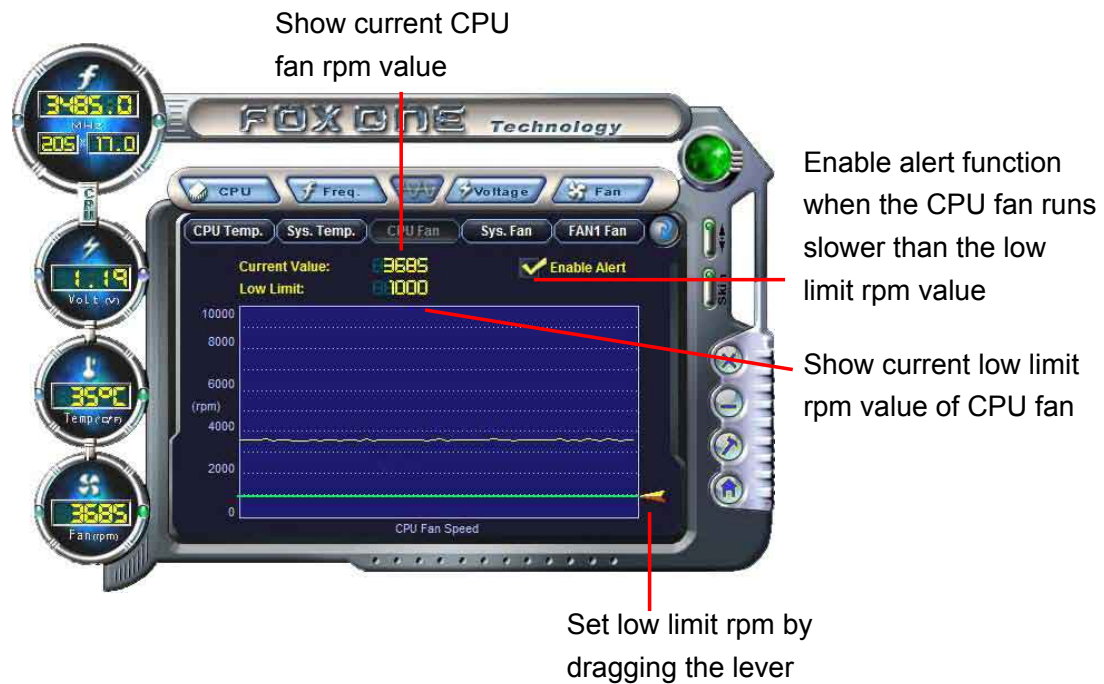 Show current CPU
fan rpm value
3485.0
MHz
205 x 17.0
FOX ONE Technology
CPU
Freq.
Voltage
Fan
CPU
CPU Temp.
Sys. Temp.
CPU Fan
Sys. Fan
FAN1 Fan
Enable alert function
when the CPU fan runs
slower than the low
limit rpm value
Current Value: 3685
Enable Alert
Low Limit: 1000
Skin
1.19
Volt (V)
10000
8000
6000
(rpm)
4000
2000
0
CPU Fan Speed
Show current low limit
rpm value of CPU fan
35°C
Temp (C/F)
3685
Fan (rpm)
Set low limit rpm by
dragging the lever